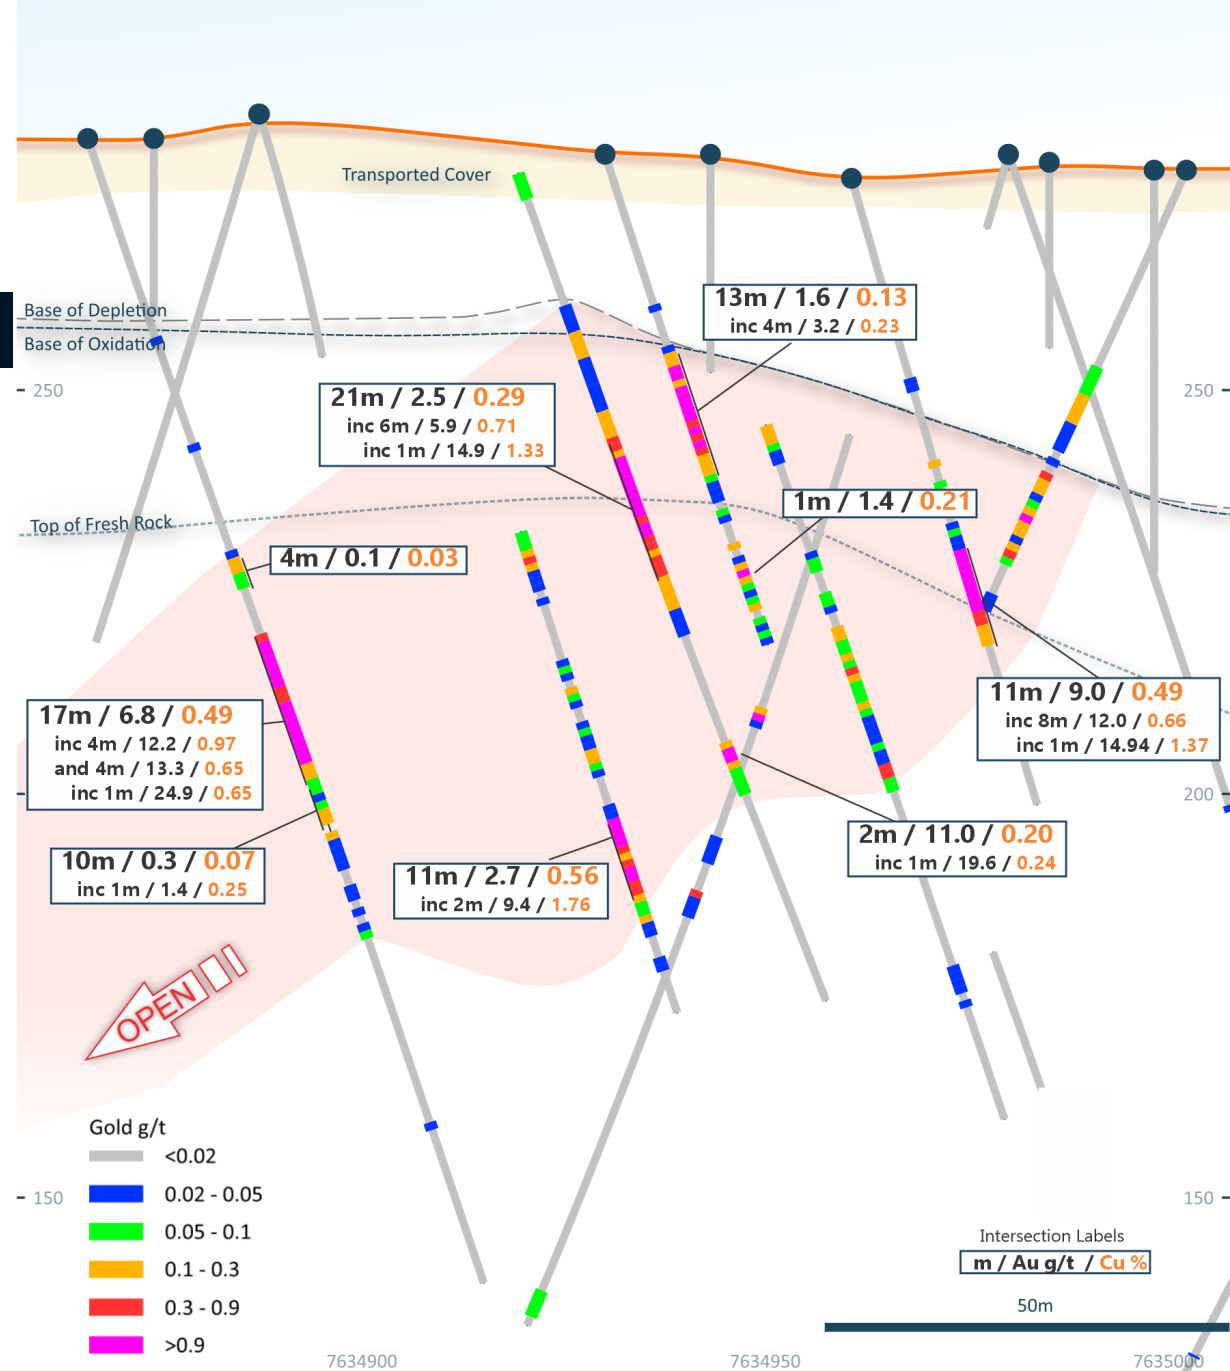 Transported Cover
Base of Depletion
Base of Oxidation
13m / 1.6 / 0.13
inc 4m / 3.2 / 0.23
250
250
21m / 2.5 / 0.29
inc 6m / 5.9 / 0.71
inc 1m / 14.9 / 1.33
1m / 1.4 / 0.21
Top of Fresh Rock
4m / 0.1 / 0.03
11m / 9.0 / 0.49
inc 8m / 12.0 / 0.66
inc 1m / 14.94 / 1.37
17m / 6.8 / 0.49
inc 4m / 12.2 / 0.97
and 4m / 13.3 / 0.65
inc 1m / 24.9 / 0.65
200
2m / 11.0 / 0.20
inc 1m / 19.6 / 0.24
10m / 0.3 / 0.07
inc 1m / 1.4 / 0.25
11m / 2.7 / 0.56
inc 2m / 9.4 / 1.76
OPEN
Gold g/t
<0.02
0.02 - 0.05
0.05 - 0.1
0.1 - 0.3
0.3 - 0.9
>0.9
150
150
Intersection Labels
m / Au g/t / Cu %
50m
7634900
7634950
7635000